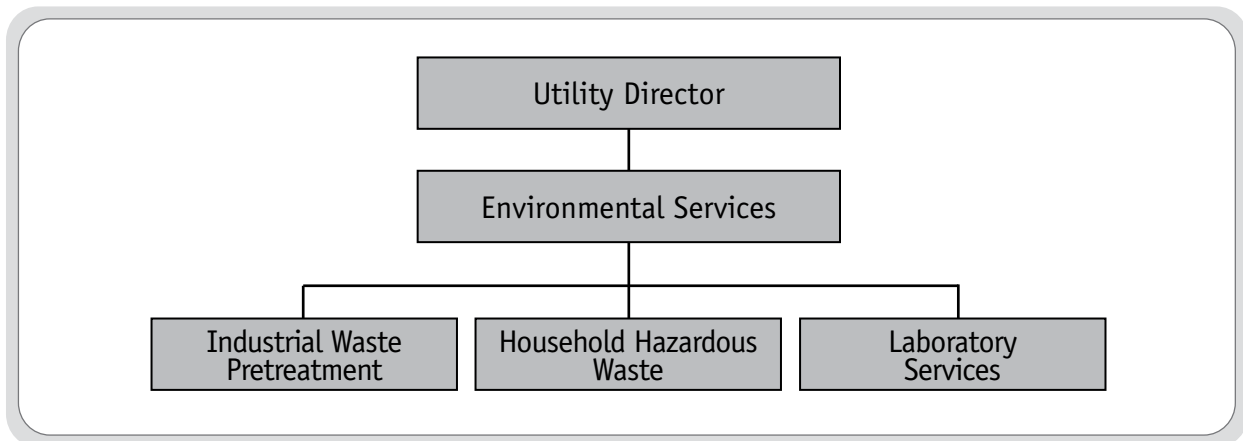 Utility Director
Environmental Services
Industrial Waste
Pretreatment
Household Hazardous
Waste
Laboratory
Services